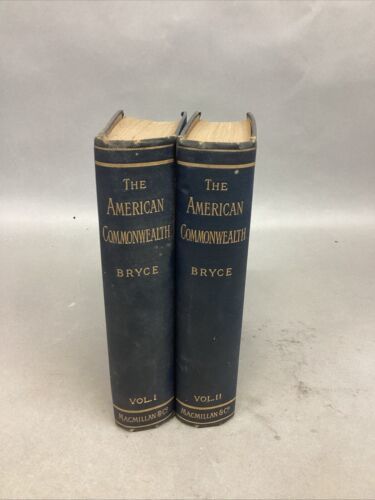 THE
AMERICAN
COMMONWEALTH
BRYCE
VOL. I
MACMILLAN & Co
THE
AMERICAN
COMMONWEALTH
BRYCE
VOL. II
MACMILLAN & Co